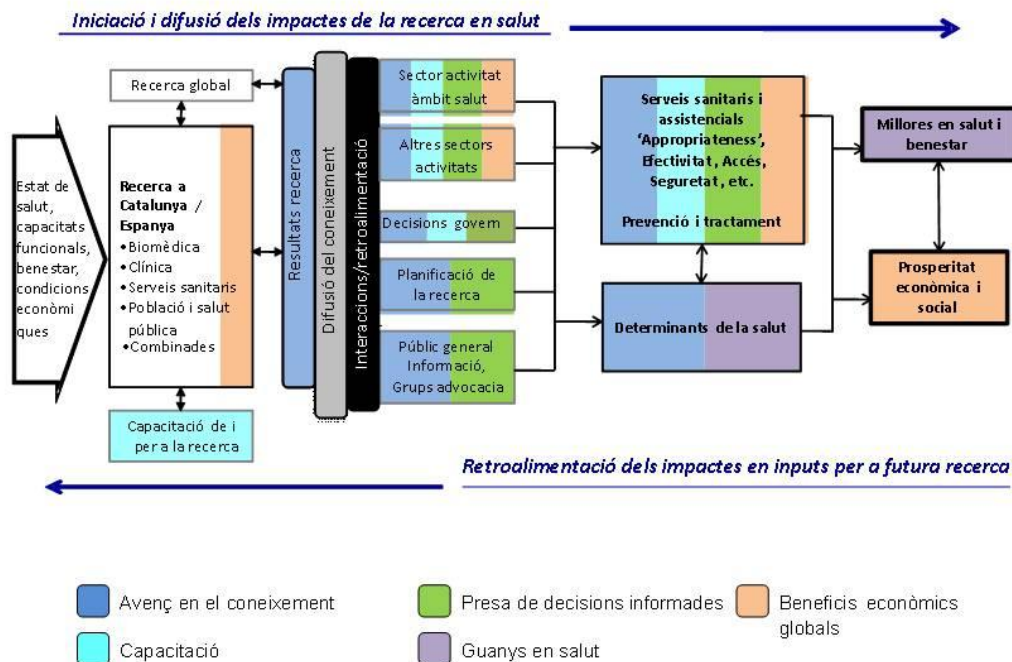 Iniciació i difusió dels impactes de la recerca en salut
Recerca global
Estat de
salut,
capacitats
funcionals,
benestar,
condicions
econòmi
ques
Recerca a
Catalunya /
Espanya
•Biomèdica
•Clínica
•Serveis sanitaris
•Població i salut
pública
•Combinades
Capacitació de i
per a la recerca
Resultats recerca
Difusió del coneixement
Interaccions/retroalimentació
Sector activitat
àmbit salut
Altres sectors
activitats
Decisions govern
Planificació de
la recerca
Públic general
Informació,
Grups advocacia
Serveis sanitaris i
assistencials
‘Appropriateness’,
Efectivitat, Accés,
Seguretat, etc.
Prevenció i tractament
Determinants de la salut
Millores en salut i
benestar
Prosperitat
econòmica i
social
Retroalimentació dels impactes en inputs per a futura recerca
Avenç en el coneixement
Capacitació
Presa de decisions informades
Guanys en salut
Beneficis econòmics
globals